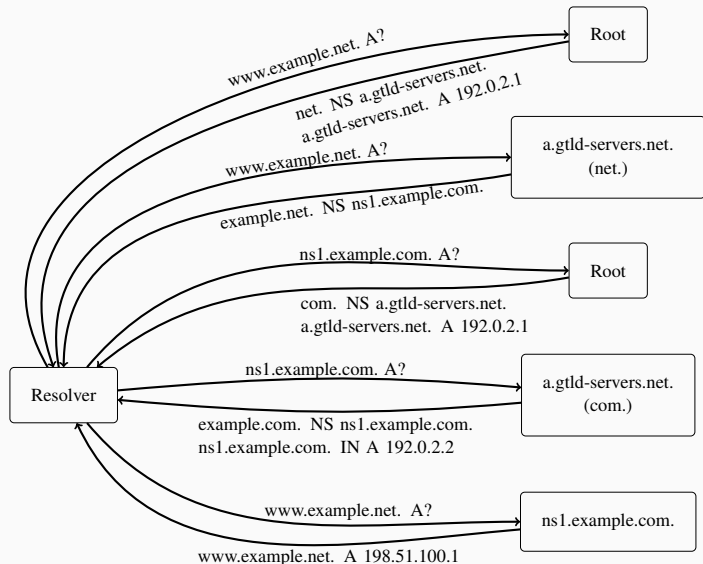 www.example.net. A?
Root
net. NS a.gtld-servers.net.
a.gtld-servers.net. A 192.0.2.1
www.example.net. A?
a.gtld-servers.net.
(net.)
example.net. NS ns1.example.com.
ns1.example.com. A?
Root
com. NS a.gtld-servers.net.
a.gtld-servers.net. A 192.0.2.1
Resolver
ns1.example.com. A?
a.gtld-servers.net.
(com.)
example.com. NS ns1.example.com.
ns1.example.com. IN A 192.0.2.2
www.example.net. A?
ns1.example.com.
www.example.net. A 198.51.100.1